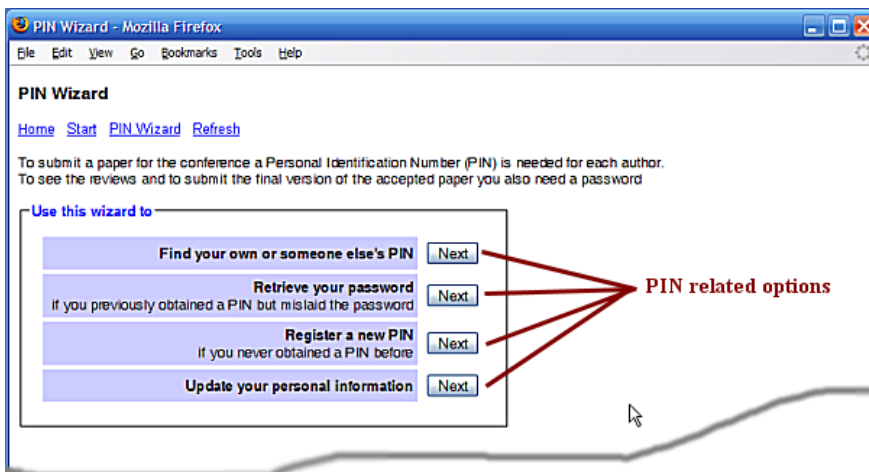 PIN Wizard - Mozilla Firefox
File Edit View Go Bookmarks Tools Help
PIN Wizard
Home Start PIN Wizard Refresh
To submit a paper for the conference a Personal Identification Number (PIN) is needed for each author.
To see the reviews and to submit the final version of the accepted paper you also need a password
Use this wizard to
Find your own or someone else's PIN Next
Retrieve your password
if you previously obtained a PIN but mislaid the password Next
Register a new PIN
if you never obtained a PIN before Next
Update your personal information Next
PIN related options